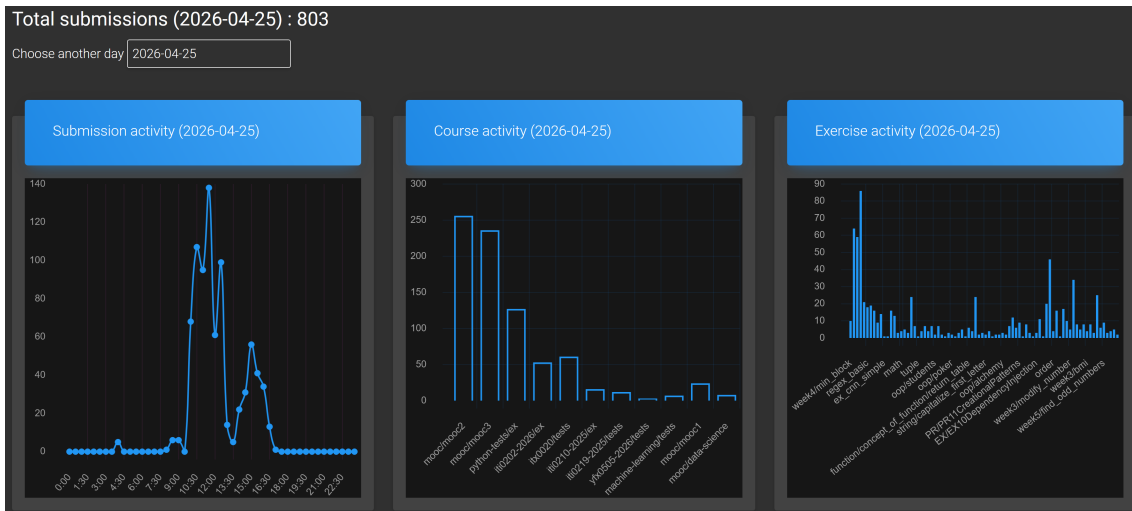 Total submissions (2026-04-25) : 803
Choose another day 2026-04-25
Submission activity (2026-04-25)
140
120
100
80
60
40
20
0
0:00 1:30 3:00 4:30 6:00 7:30 9:00 10:30 12:00 13:30 15:00 16:30 18:00 19:30 21:00 22:30
Course activity (2026-04-25)
300
250
200
150
100
50
0
mooc/mooc2
mooc/mooc3
python-tests/ex
iti0202-2026/ex
itx0020/tests
iti0210-2025/ex
iti0219-2025/tests
yfx0505-2026/tests
machine-learning/tests
mooc/mooc1
mooc/data-science
Exercise activity (2026-04-25)
90
80
70
60
50
40
30
20
10
0
week4/min_block
regex_basic
ex_cnn_simple
math
tuple
oop/students
oop/poker
function/concept_of_function/return_table
string/capitalize_first_letter
oop/alchemy
PR/PR11CreationalPatterns
EX/EX10DependencyInjection
week3/order
week3/modify_number
week3/bmi
week5/find_odd_numbers